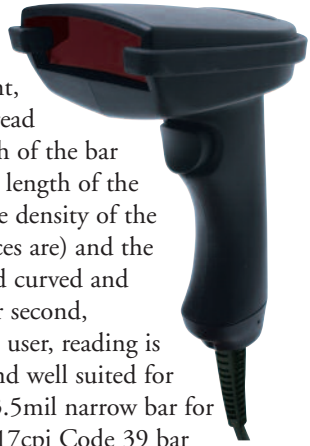 nt,
ead
h of the bar
length of the
e density of the
ces are) and the
d curved and
r second,
user, reading is
nd well suited for
.5mil narrow bar for
17cpi Code 39 bar